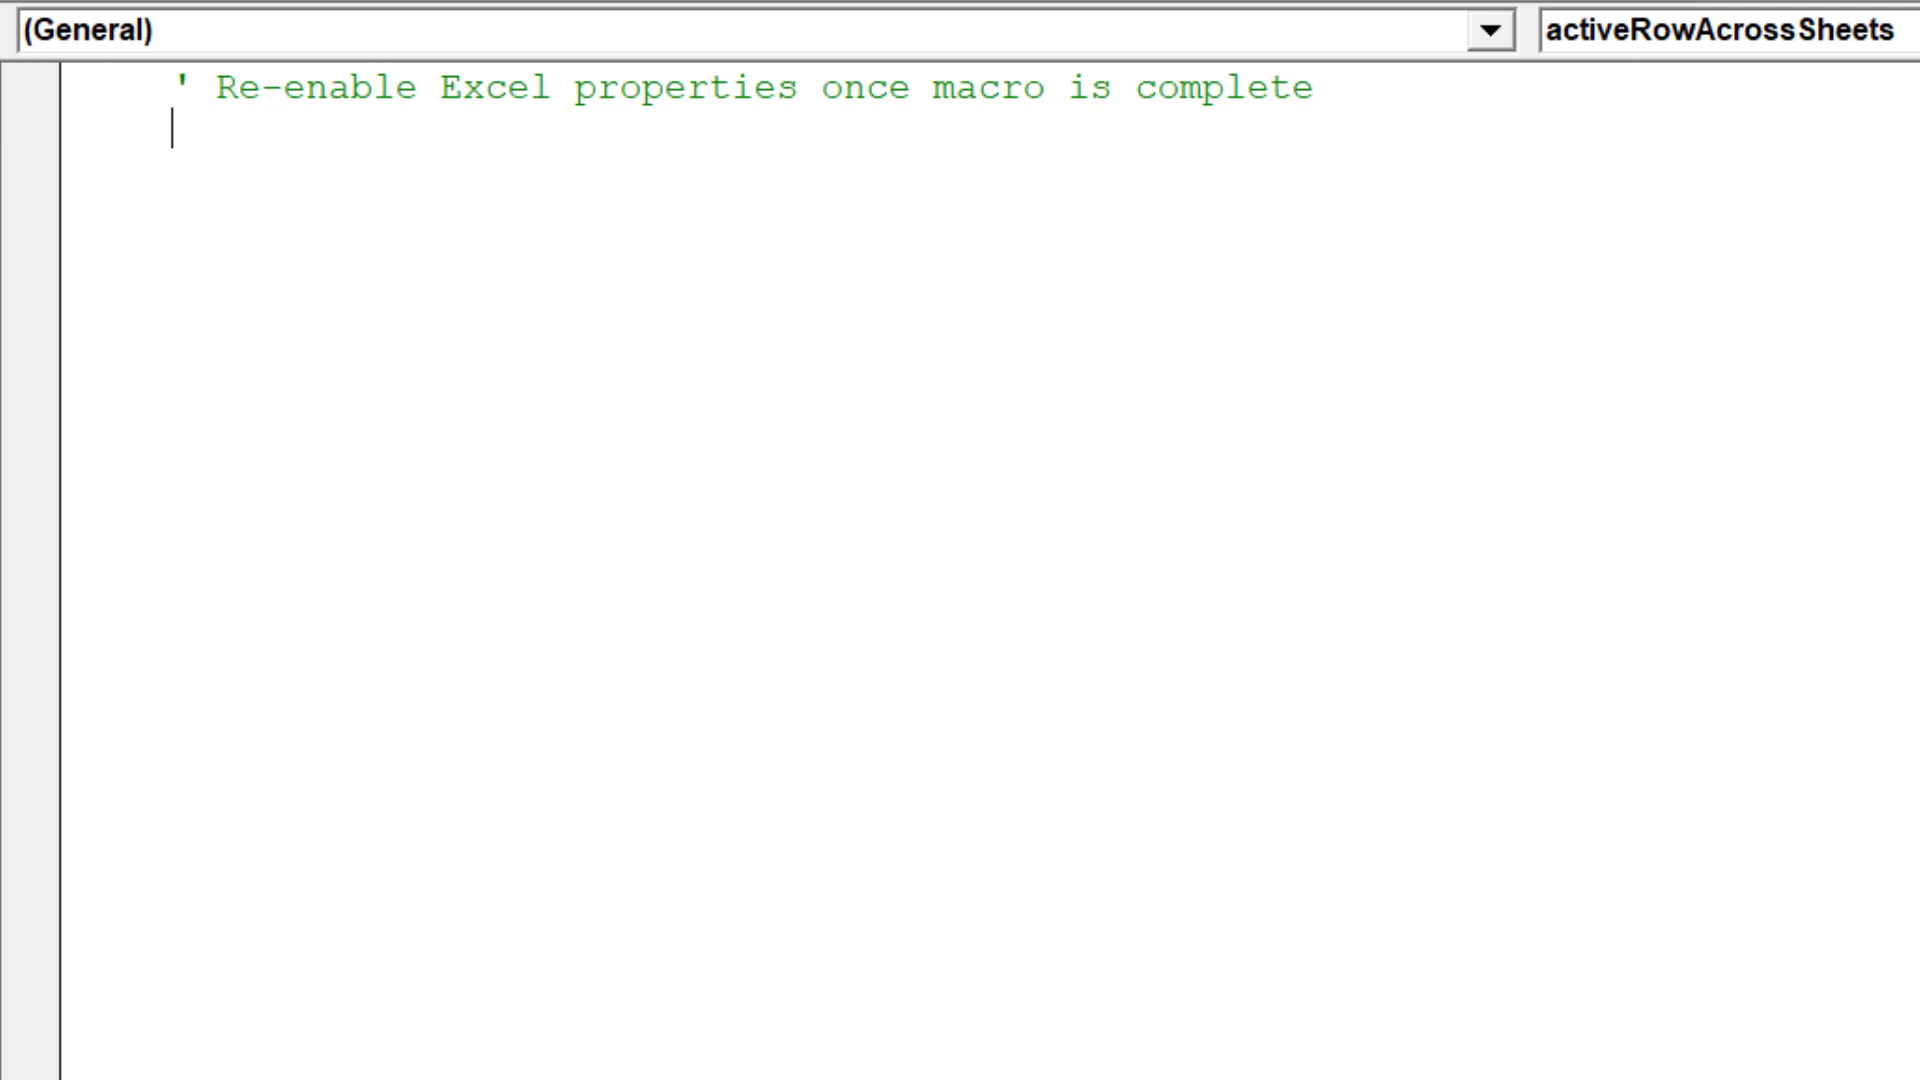 (General)
activeRowAcrossSheets
' Re-enable Excel properties once macro is complete